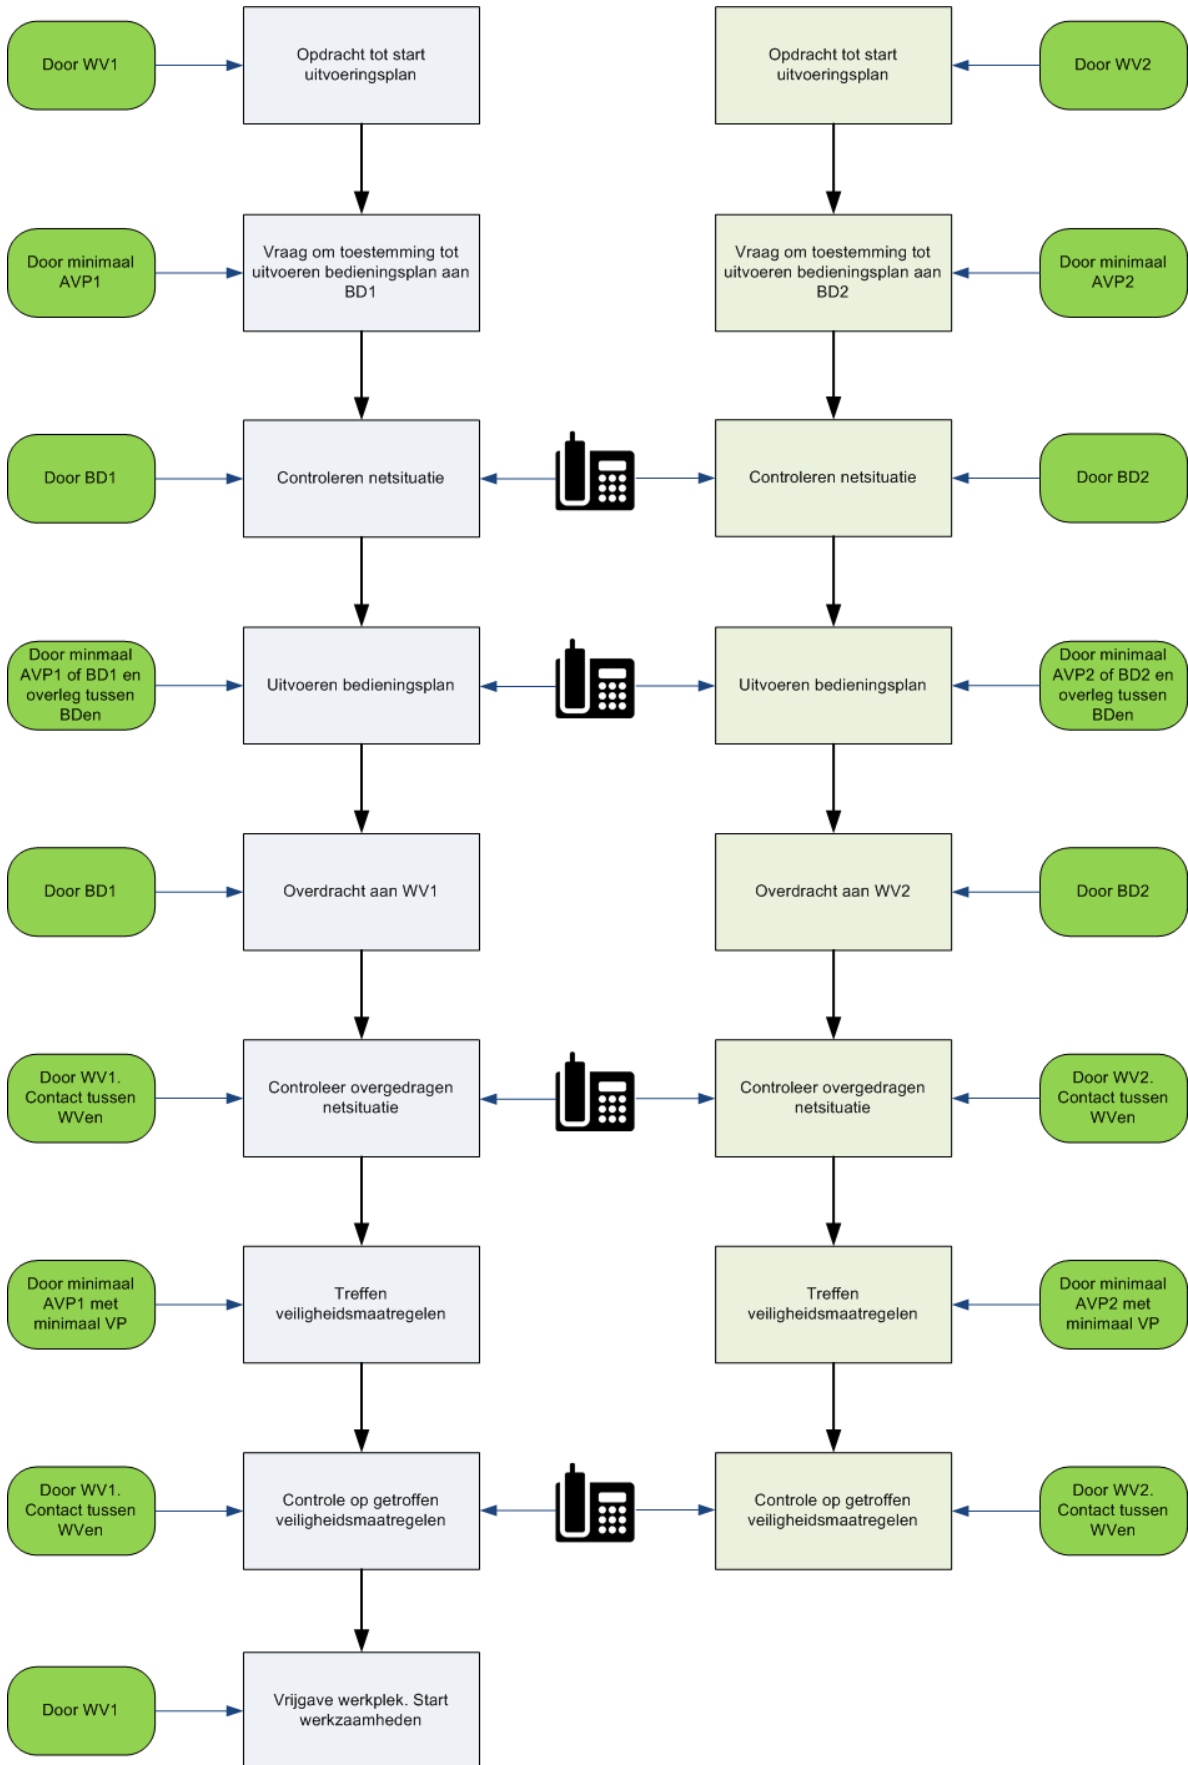 Door WV1
Opdracht tot start
uitvoeringsplan
Opdracht tot start
uitvoeringsplan
Door WV2
Door minimaal
AVP1
Vraag om toestemming tot
uitvoeren bedieningsplan aan
BD1
Vraag om toestemming tot
uitvoeren bedieningsplan aan
BD2
Door minimaal
AVP2
Door BD1
Controleren netsituatie
Controleren netsituatie
Door BD2
Door minmaal
AVP1 of BD1 en
overleg tussen
BDen
Uitvoeren bedieningsplan
Uitvoeren bedieningsplan
Door minimaal
AVP2 of BD2 en
overleg tussen
BDen
Door BD1
Overdracht aan WV1
Overdracht aan WV2
Door BD2
Door WV1.
Contact tussen
WVen
Controleer overgedragen
netsituatie
Controleer overgedragen
netsituatie
Door WV2.
Contact tussen
WVen
Door minimaal
AVP1 met
minimaal VP
Treffen
veiligheidsmaatregelen
Treffen
veiligheidsmaatregelen
Door minimaal
AVP2 met
minimaal VP
Door WV1.
Contact tussen
WVen
Controle op getroffen
veiligheidsmaatregelen
Controle op getroffen
veiligheidsmaatregelen
Door WV2.
Contact tussen
WVen
Door WV1
Vrijgave werkplek. Start
werkzaamheden